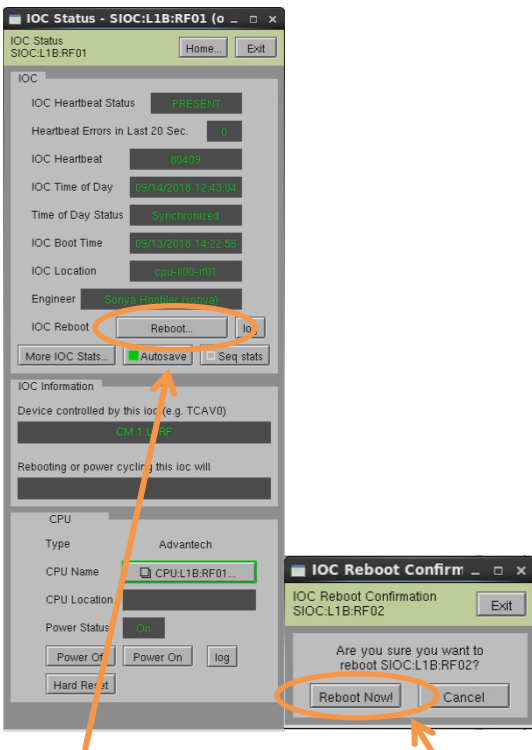 IOC Status - SIOC:L1B:RF01 (o
IOC Status
SIOC:L1B:RF01
Home...
Exit
IOC
IOC Heartbeat Status
PRESENT
Heartbeat Errors in Last 20 Sec.
0
IOC Heartbeat
80409
IOC Time of Day
09/14/2018 12:43:04
Time of Day Status
Synchronized
IOC Boot Time
09/13/2018 14:22:56
IOC Location
cpu-li00-rf01
Engineer
Sonya Hoobler (sonya)
IOC Reboot
Reboot...
log
More IOC Stats...
Autosave
Seq stats
IOC Information
Device controlled by this ioc (e.g. TCAV0)
CM 1
Rebooting or power cycling this ioc will
CPU
Type
Advantech
CPU Name
CPU:L1B:RF01...
CPU Location
Power Status
On
Power Off
Power On
log
Hard Reset
IOC Reboot Confirm
IOC Reboot Confirmation
SIOC:L1B:RF02
Exit
Are you sure you want to
reboot SIOC:L1B:RF02?
Reboot Now!
Cancel